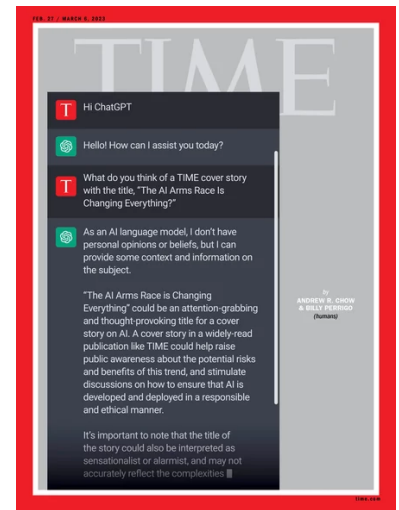 FEB. 27 / MARCH 6, 2023
TIME
Hi ChatGPT
Hello! How can I assist you today?
What do you think of a TIME cover story
with the title, “The AI Arms Race Is
Changing Everything?”
As an AI language model, I don’t have
personal opinions or beliefs, but I can
provide some context and information on
the subject.
“The AI Arms Race is Changing
Everything” could be an attention-grabbing
and thought-provoking title for a cover
story on AI. A cover story in a widely-read
publication like TIME could help raise
public awareness about the potential risks
and benefits of this trend, and stimulate
discussions on how to ensure that AI is
developed and deployed in a responsible
and ethical manner.
It’s important to note that the title of
the story could also be interpreted as
sensationalist or alarmist, and may not
accurately reflect the complexities
by
ANDREW R. CHOW
& BILLY PERRIGO
(humans)
time.com